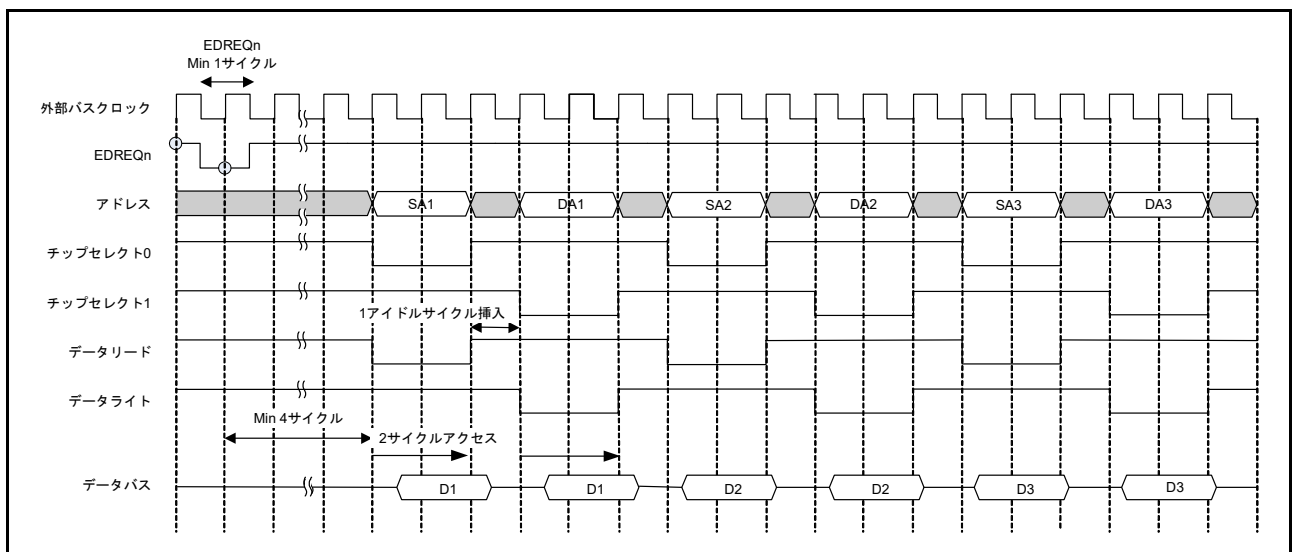 EDREQn
Min 1サイクル
外部バスクロック
EDREQn
アドレス
SA1
DA1
SA2
DA2
SA3
DA3
チップセレクト0
チップセレクト1
1アイドルサイクル挿入
データリード
データライト
Min 4サイクル
2サイクルアクセス
データバス
D1
D1
D2
D2
D3
D3